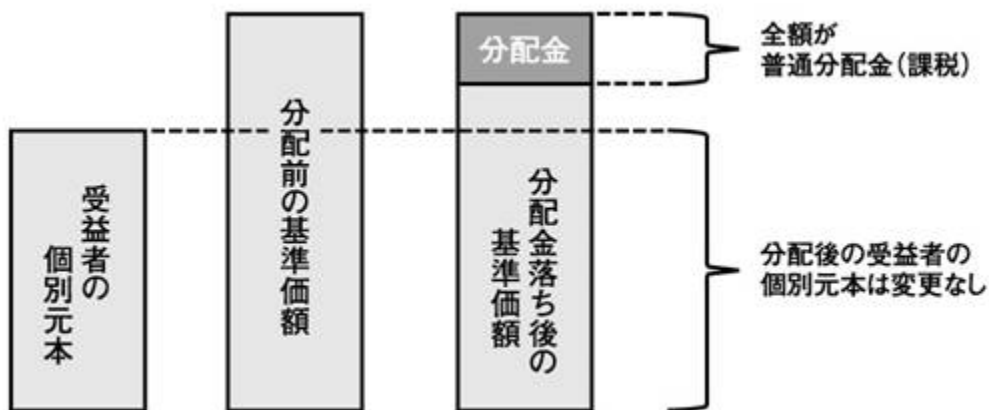 受益者の
個別元本
分配前の基準価額
分配金
分配金落ち後の
基準価額
全額が
普通分配金(課税)
分配後の受益者の
個別元本は変更なし